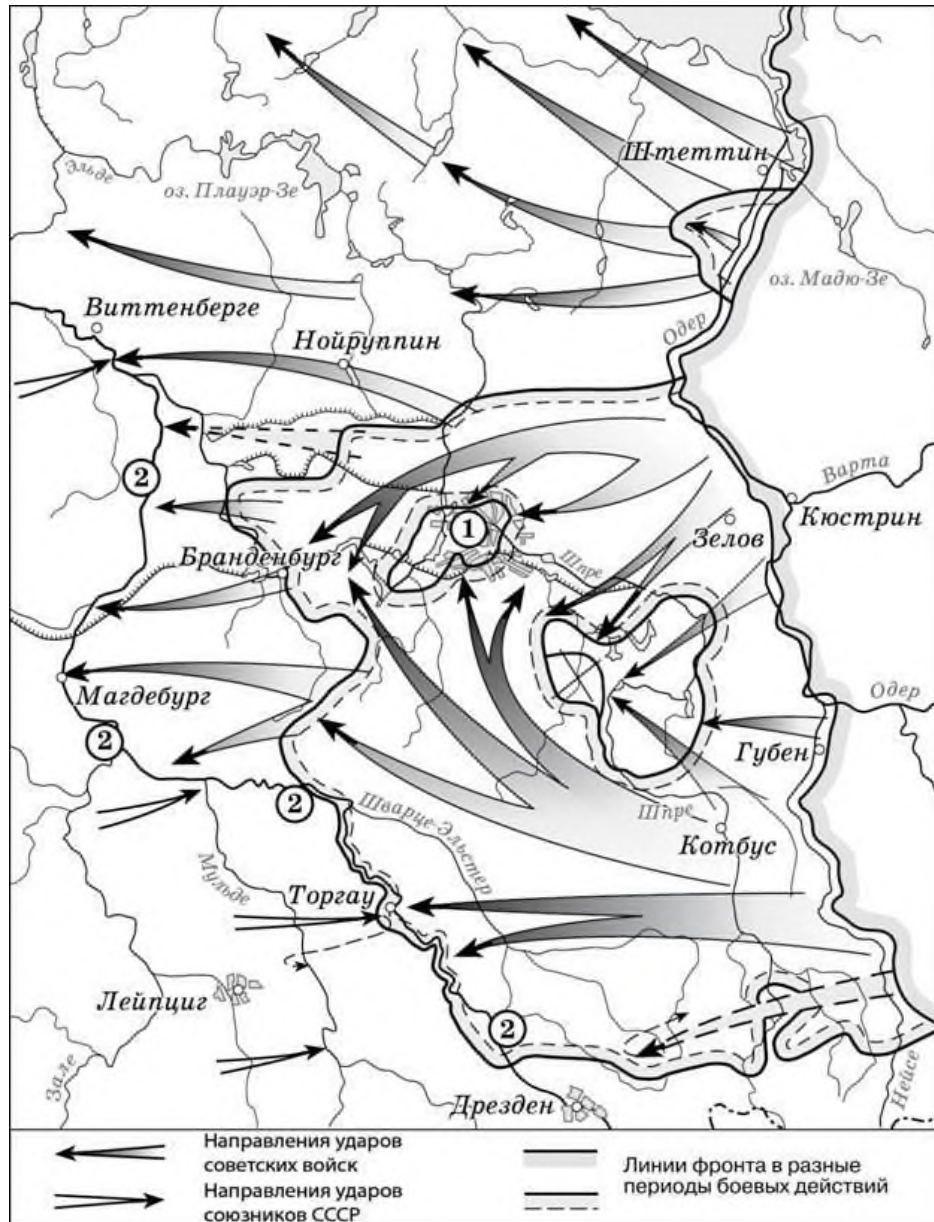 Штеттин
Эльде
оз. Плауэр-Зе
оз. Мадю-Зе
Виттенберге
Одер
Нойруппин
2
Варта
1
Кюстрин
Зелов
Бранденбург
Шпре
Магдебург
Одер
2
Губен
2
Шпре
Шварце-Эльстер
Котбус
Мульде
Торгау
Лейпциг
2
Зале
Нейсе
Дрезден
Направления ударов
советских войск
Направления ударов
союзников СССР
Линии фронта в разные
периоды боевых действий